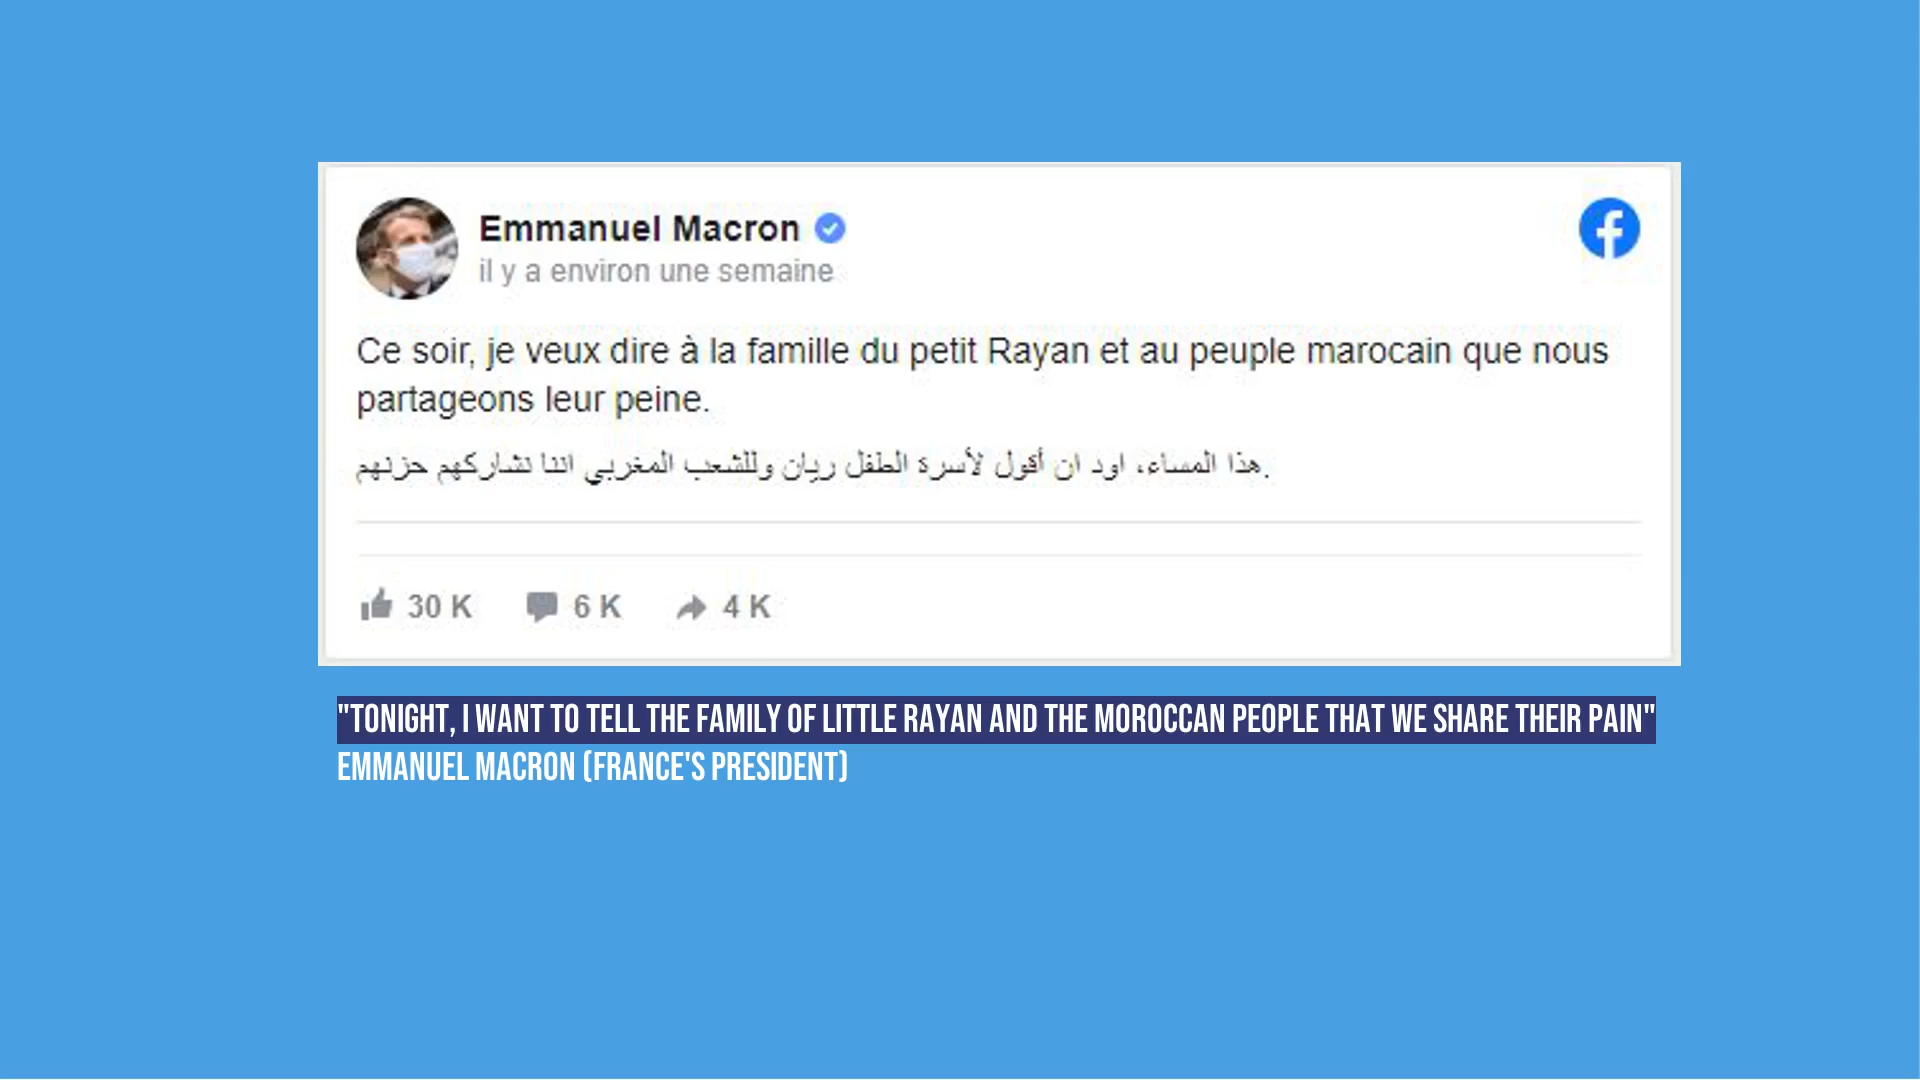 Emmanuel Macron
il y a environ une semaine
Ce soir, je veux dire à la famille du petit Rayan et au peuple marocain que nous
partageons leur peine.
هذا المساء، اود ان أقول لأسرة الطفل ريان وللشعب المغربي اننا نشاركهم حزنهم.
30 K 6 K 4 K
"TONIGHT, I WANT TO TELL THE FAMILY OF LITTLE RAYAN AND THE MOROCCAN PEOPLE THAT WE SHARE THEIR PAIN"
EMMANUEL MACRON (FRANCE'S PRESIDENT)